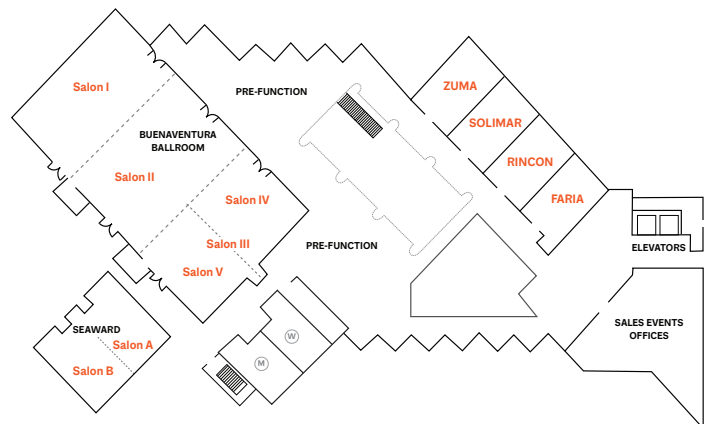 ZUMA
Salon I
PRE-FUNCTION
SOLIMAR
BUENAVENTURA
BALLROOM
RINCON
Salon II
Salon IV
FARIA
Salon III
PRE-FUNCTION
ELEVATORS
Salon V
SEAWARD
SALES EVENTS
OFFICES
W
Salon A
M
Salon B